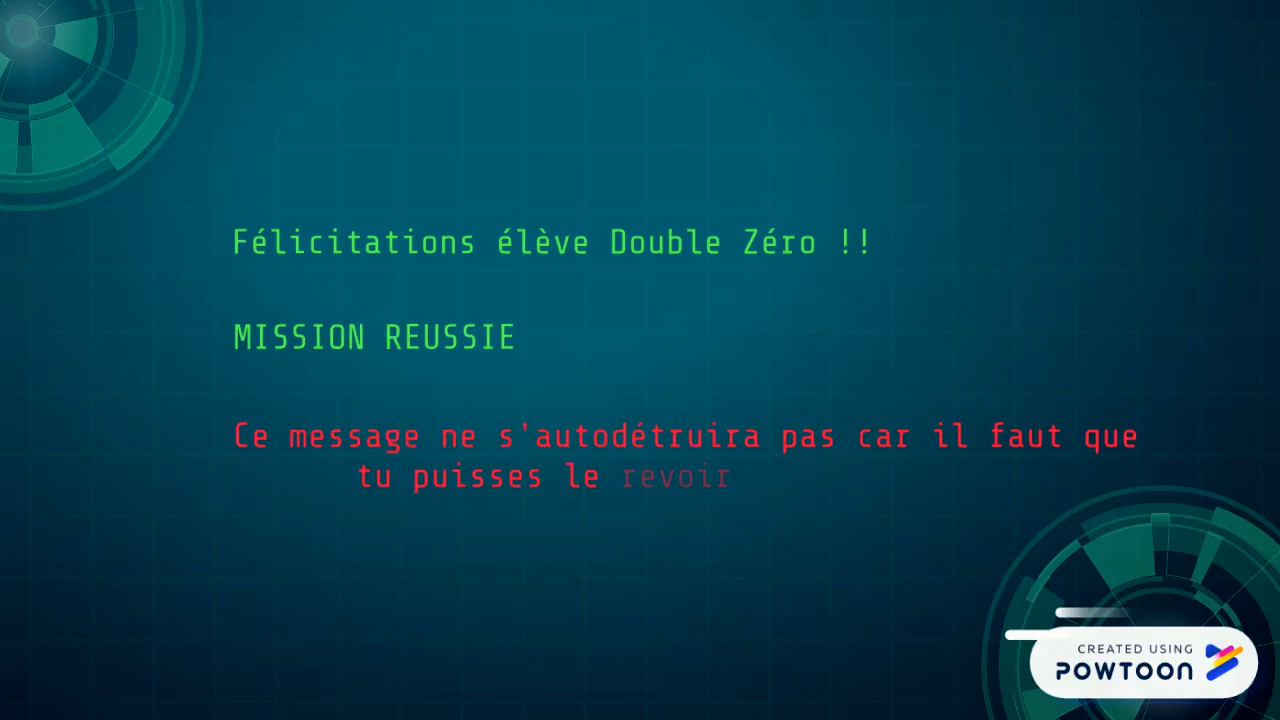 Félicitations élève Double Zéro !!
MISSION REUSSIE
Ce message ne s'autodétruira pas car il faut que
tu puisses le revoir
CREATED USING
POWTOON